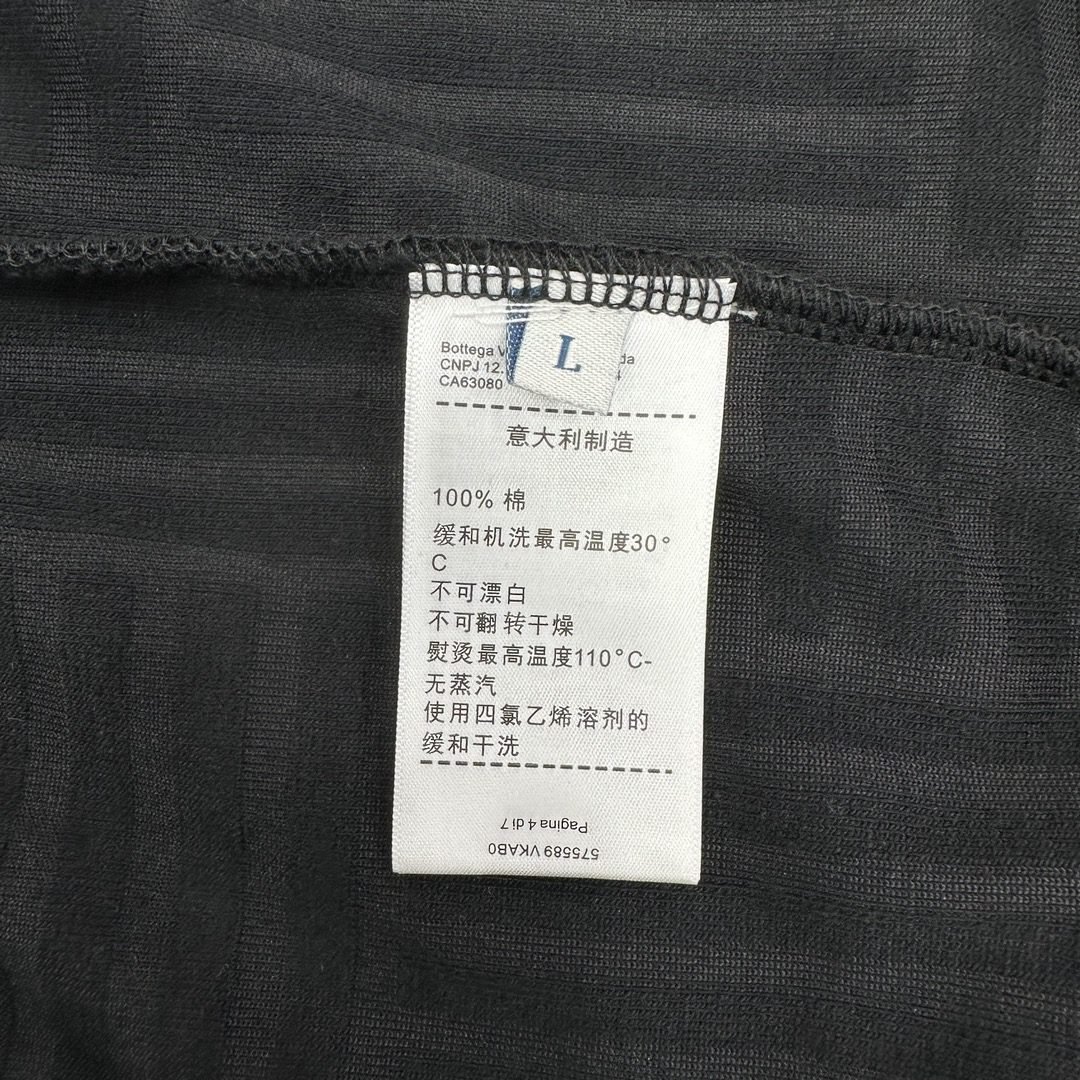 L
Bottega V da
CNPJ 12. 4
CA63080
意大利制造
100% 棉
缓和机洗最高温度30°
C
不可漂白
不可翻转干燥
熨烫最高温度110°C-
无蒸汽
使用四氯乙烯溶剂的
缓和干洗
Pagina 4 di 7
575589 VKAB0